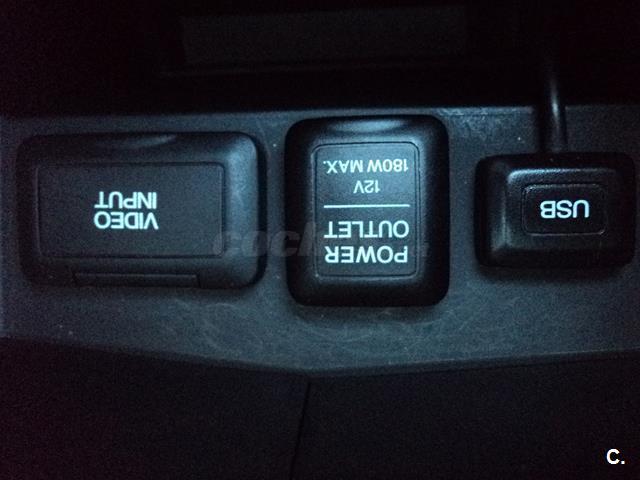 VIDEO
INPUT
POWER
OUTLET
12V
180W MAX.
USB
C.